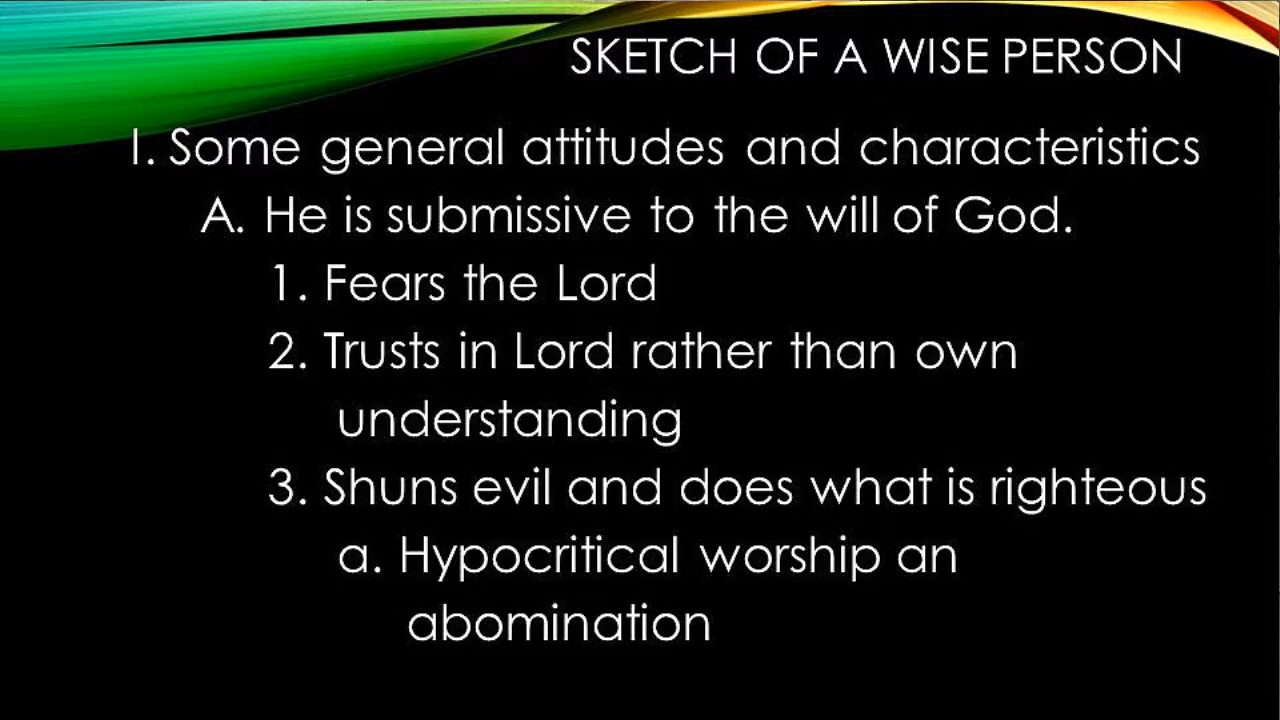 SKETCH OF A WISE PERSON
I. Some general attitudes and characteristics
A. He is submissive to the will of God.
1. Fears the Lord
2. Trusts in Lord rather than own
understanding
3. Shuns evil and does what is righteous
a. Hypocritical worship an
abomination